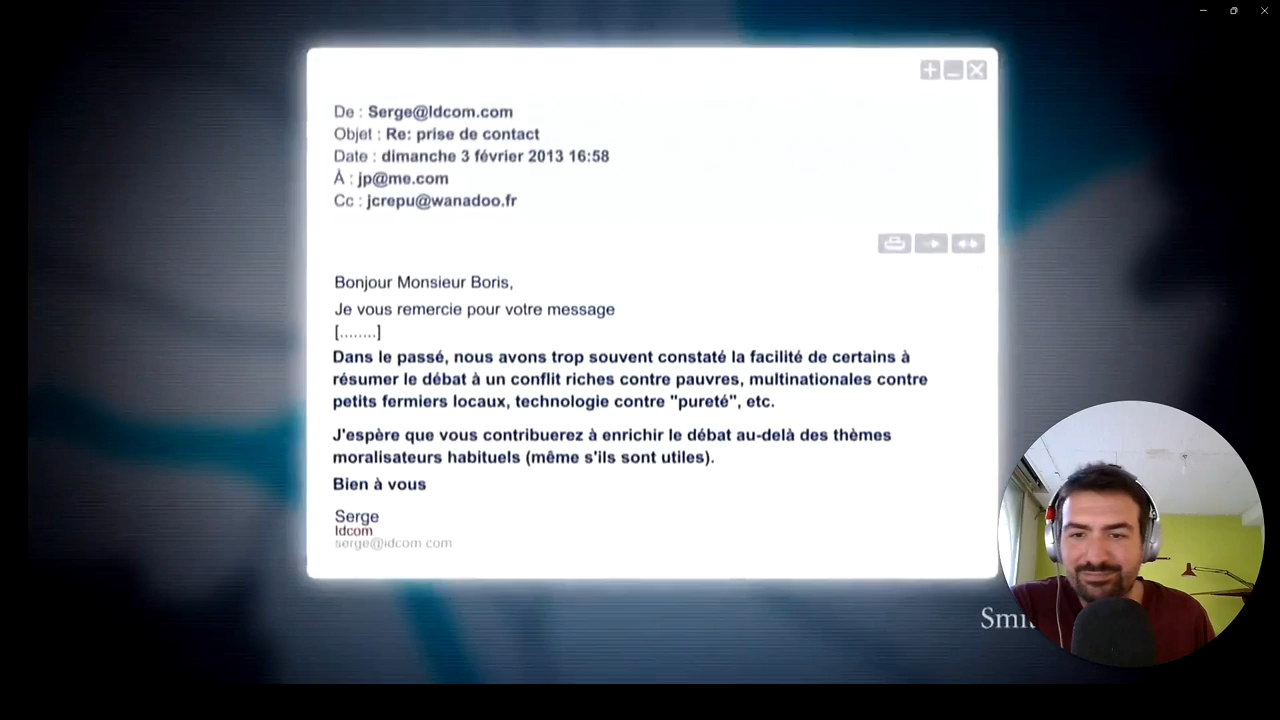 De : Serge@ldcom.com
Objet : Re: prise de contact
Date : dimanche 3 février 2013 16:58
À : jp@me.com
Cc : jcrepu@wanadoo.fr
Bonjour Monsieur Boris,
Je vous remercie pour votre message
[........]
Dans le passé, nous avons trop souvent constaté la facilité de certains à
résumer le débat à un conflit riches contre pauvres, multinationales contre
petits fermiers locaux, technologie contre "pureté", etc.
J'espère que vous contribuerez à enrichir le débat au-delà des thèmes
moralisateurs habituels (même s'ils sont utiles).
Bien à vous
Serge
ldcom
serge@idcom com